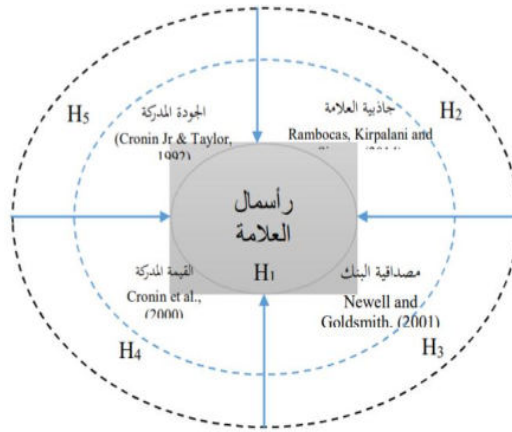 H5
الجودة المدركة
(Cronin Jr & Taylor,
1992)
جاذبية العلامة
Rambocas, Kirpalani and
H2
رأسمال
العلامة
H1
القيمة المدركة
Cronin et al.,
(2000)
H4
مصداقية البنك
Newell and
Goldsmith, (2001)
H3